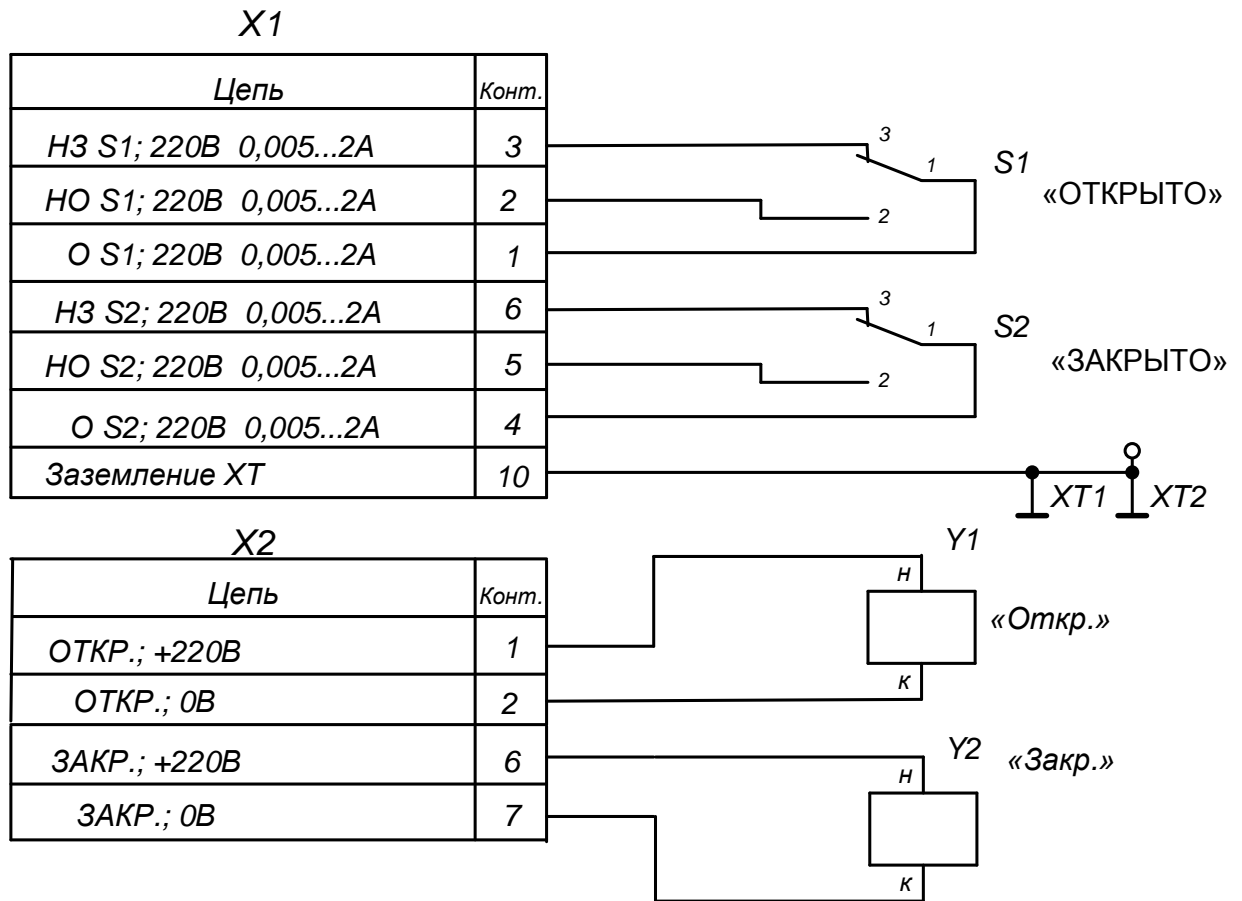 X1
Цепь Конт.
НЗ S1; 220В 0,005...2А 3
НО S1; 220В 0,005...2А 2
О S1; 220В 0,005...2А 1
НЗ S2; 220В 0,005...2А 6
НО S2; 220В 0,005...2А 5
О S2; 220В 0,005...2А 4
Заземление ХТ 10
3
1
2
S1
«ОТКРЫТО»
3
1
2
S2
«ЗАКРЫТО»
XT1 XT2
X2
Цепь Конт.
ОТКР.; +220В 1
ОТКР.; 0В 2
ЗАКР.; +220В 6
ЗАКР.; 0В 7
Y1
н
«Откр.»
к
Y2 «Закр.»
н
к